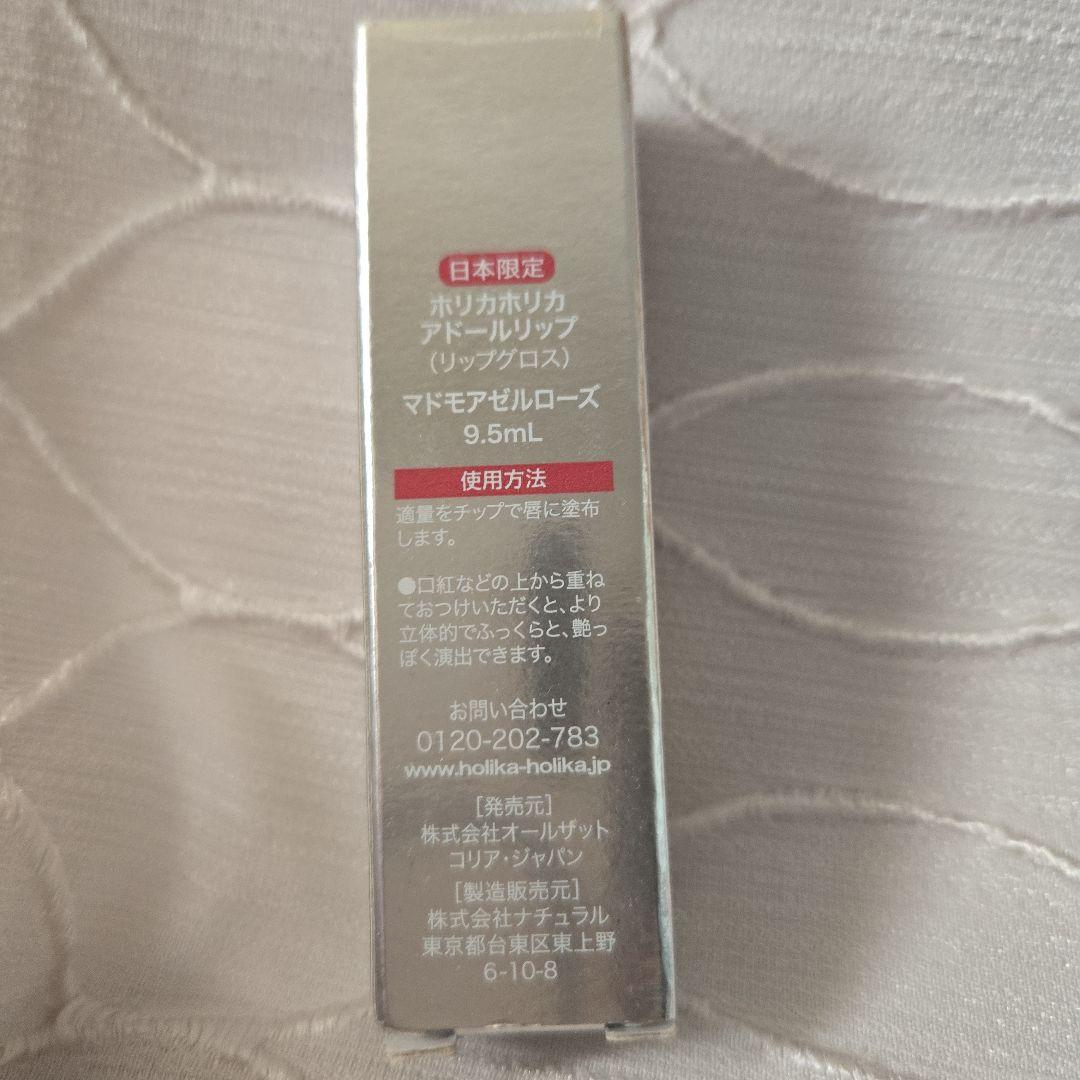 日本限定
ホリカホリカ
アドールリップ
(リップグロス)
マドモアゼルローズ
9.5mL
使用方法
適量をチップで唇に塗布
します。
●口紅などの上から重ね
ておつけいただくと、より
立体的でふっくらと、艶っ
ぽく演出できます。
お問い合わせ
0120-202-783
www.holika-holika.jp
[発売元]
株式会社オールザット
コリア・ジャパン
[製造販売元]
株式会社ナチュラル
東京都台東区東上野
6-10-8